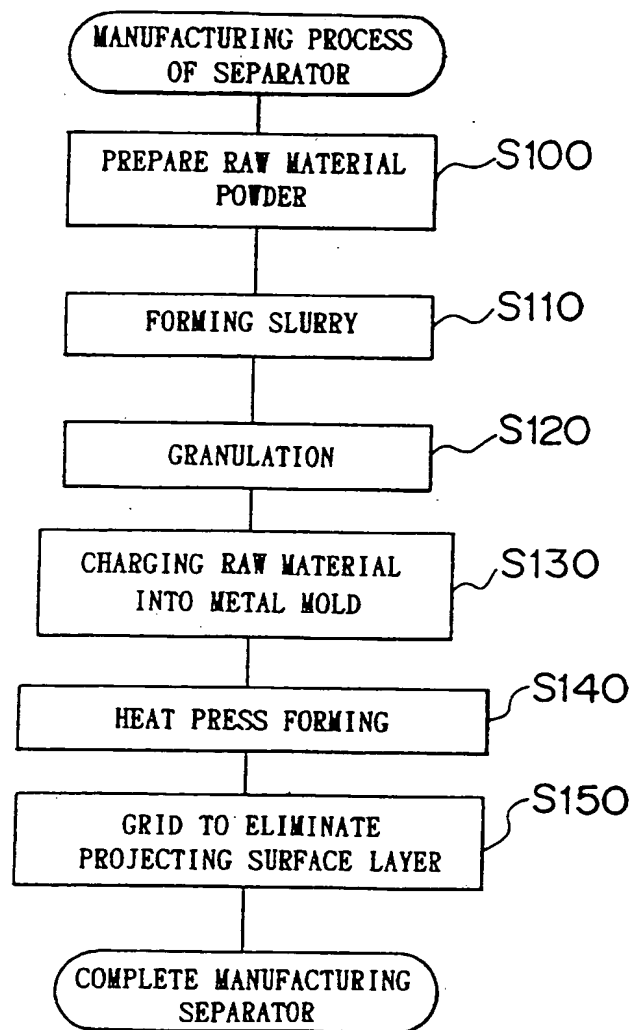 MANUFACTURING PROCESS
OF SEPARATOR
PREPARE RAW MATERIAL
POWDER
S100
FORMING SLURRY
S110
GRANULATION
S120
CHARGING RAW MATERIAL
INTO METAL MOLD
S130
HEAT PRESS FORMING
S140
GRID TO ELIMINATE
PROJECTING SURFACE LAYER
S150
COMPLETE MANUFACTURING
SEPARATOR